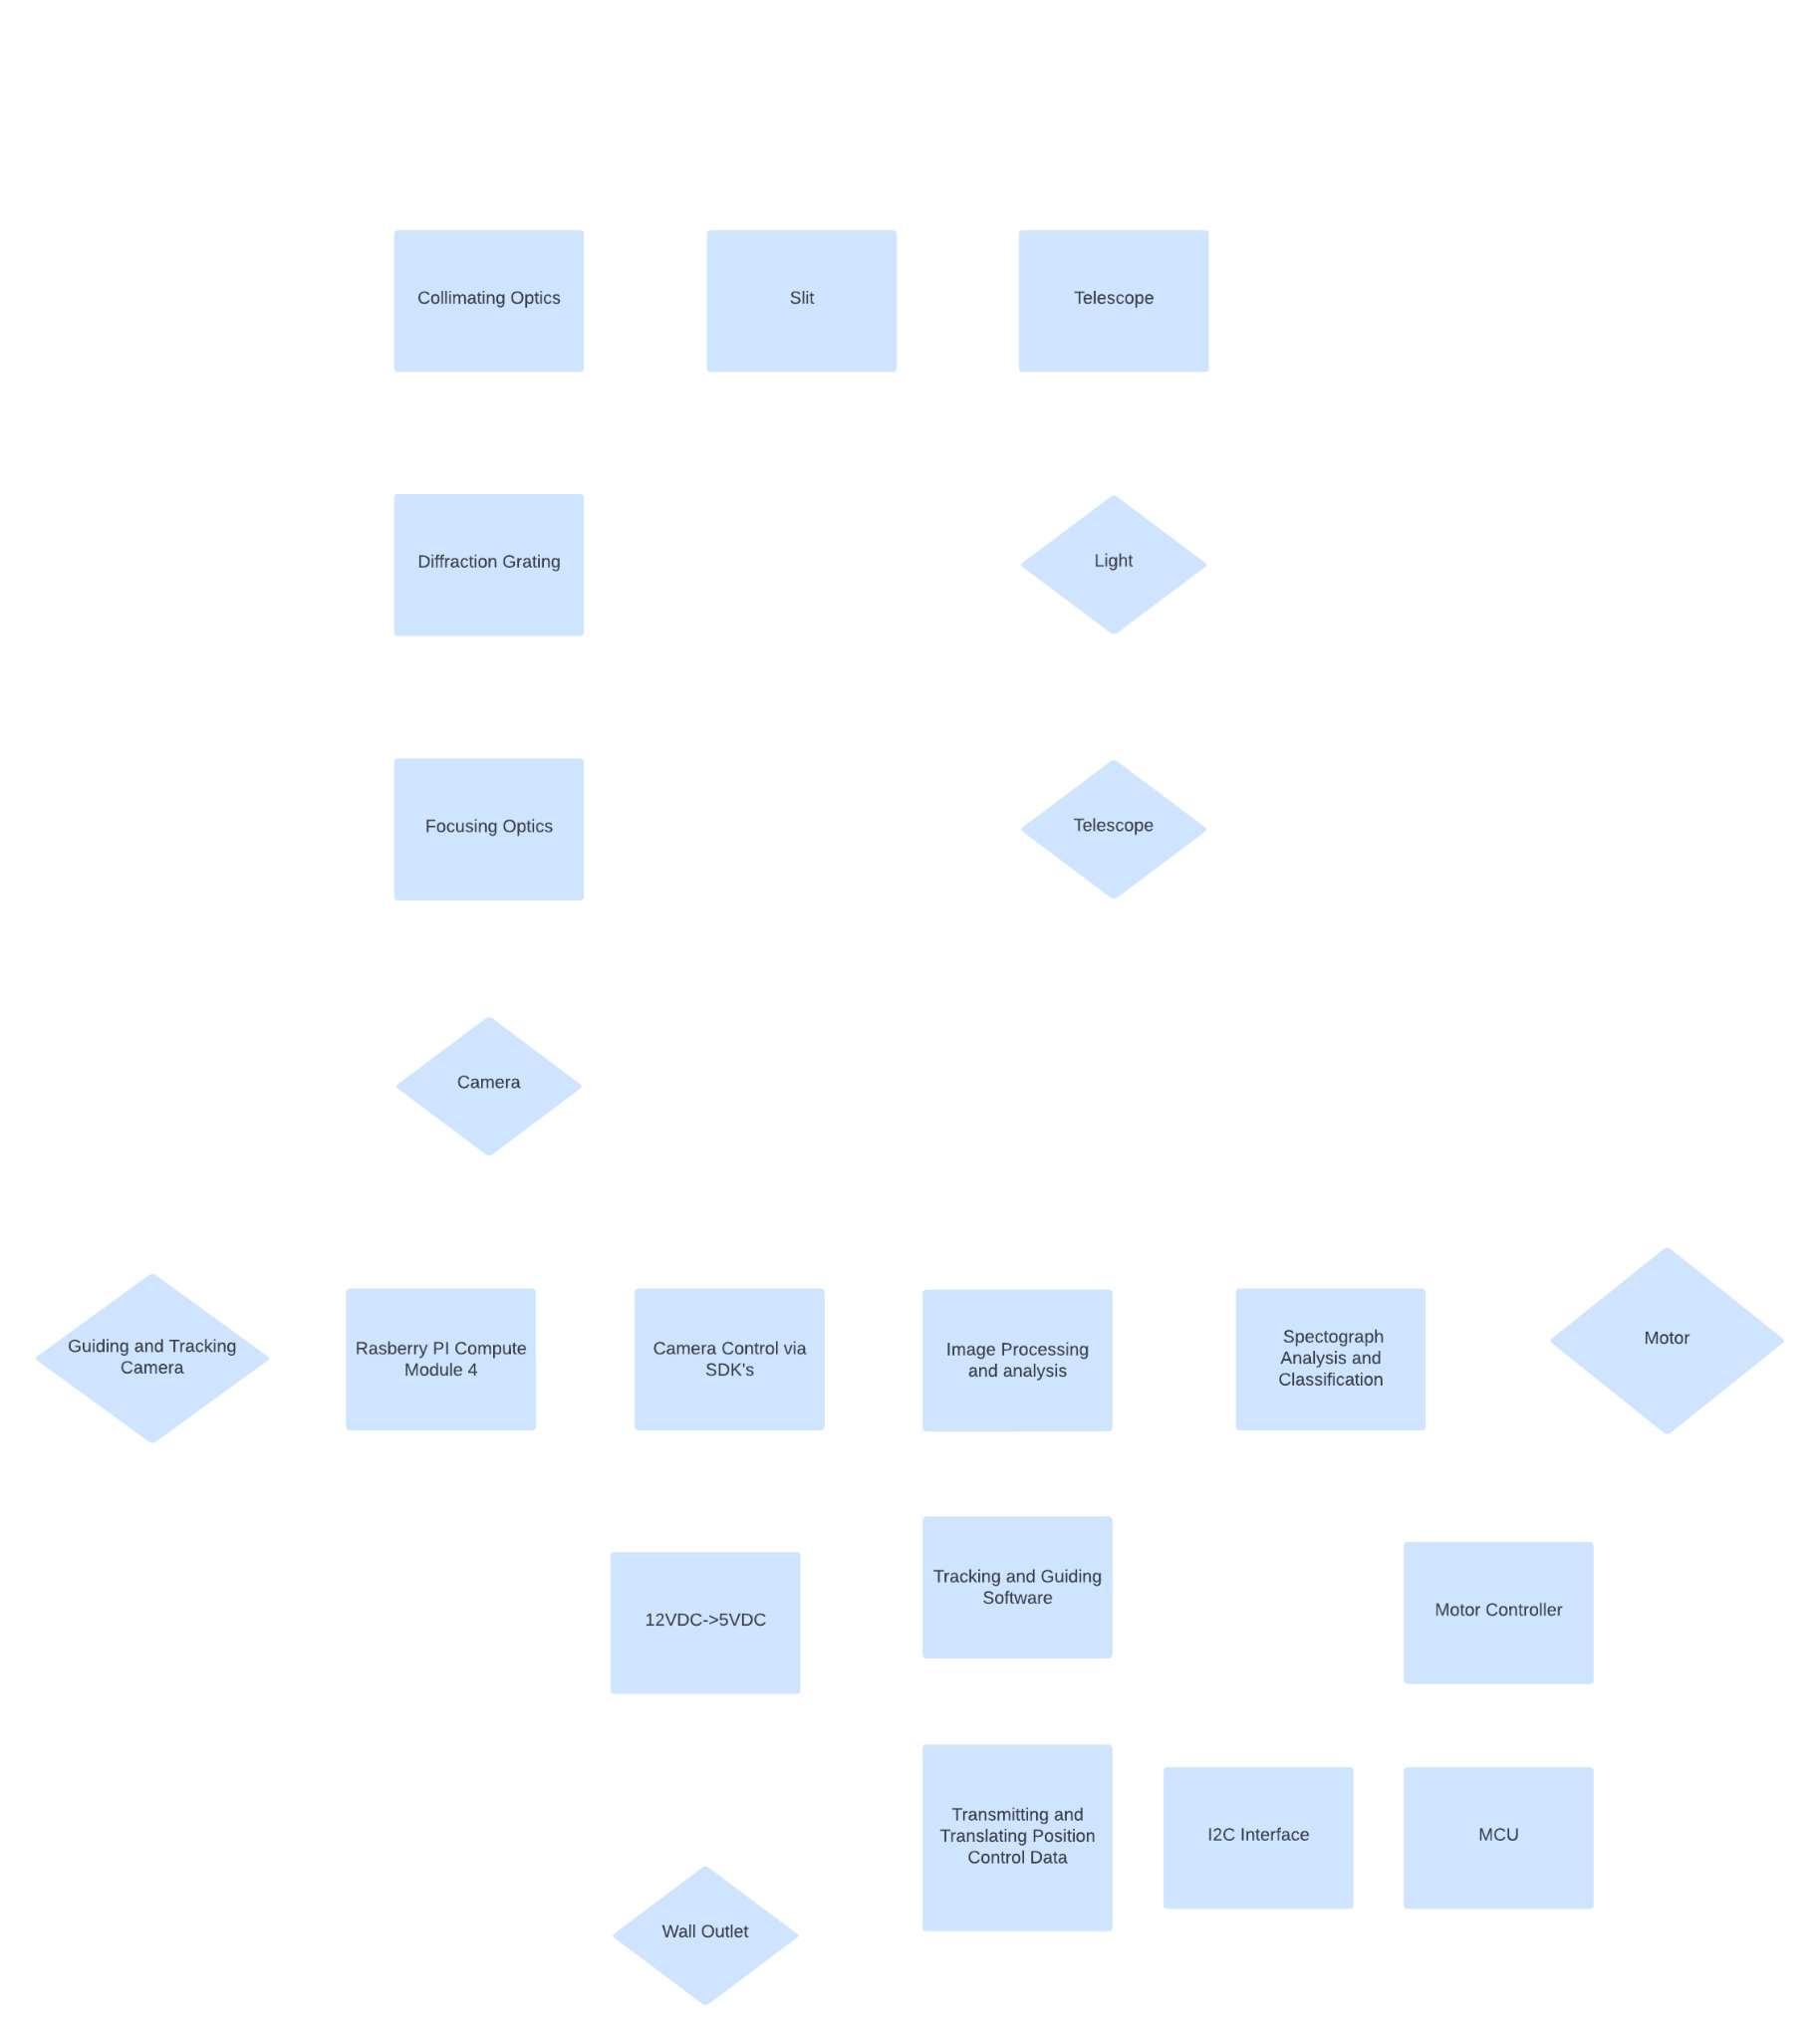 Collimating Optics
Slit
Telescope
Diffraction Grating
Light
Focusing Optics
Telescope
Camera
Guiding and Tracking
Camera
Rasberry PI Compute
Module 4
Camera Control via
SDK's
Image Processing
and analysis
Spectograph
Analysis and
Classification
Motor
12VDC->5VDC
Tracking and Guiding
Software
Motor Controller
Transmitting and
Translating Position
Control Data
I2C Interface
MCU
Wall Outlet